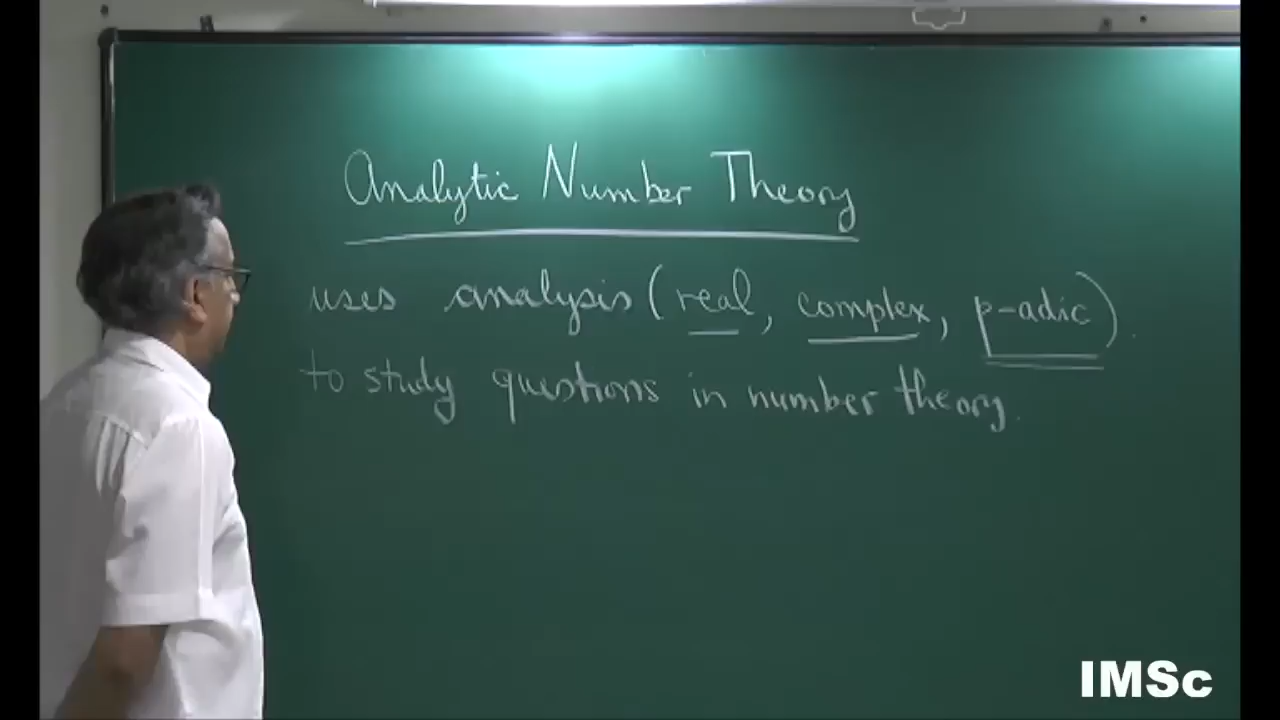 Analytic Number Theory
uses analysis (real, complex, p-adic).
to study questions in number theory.
IMSc